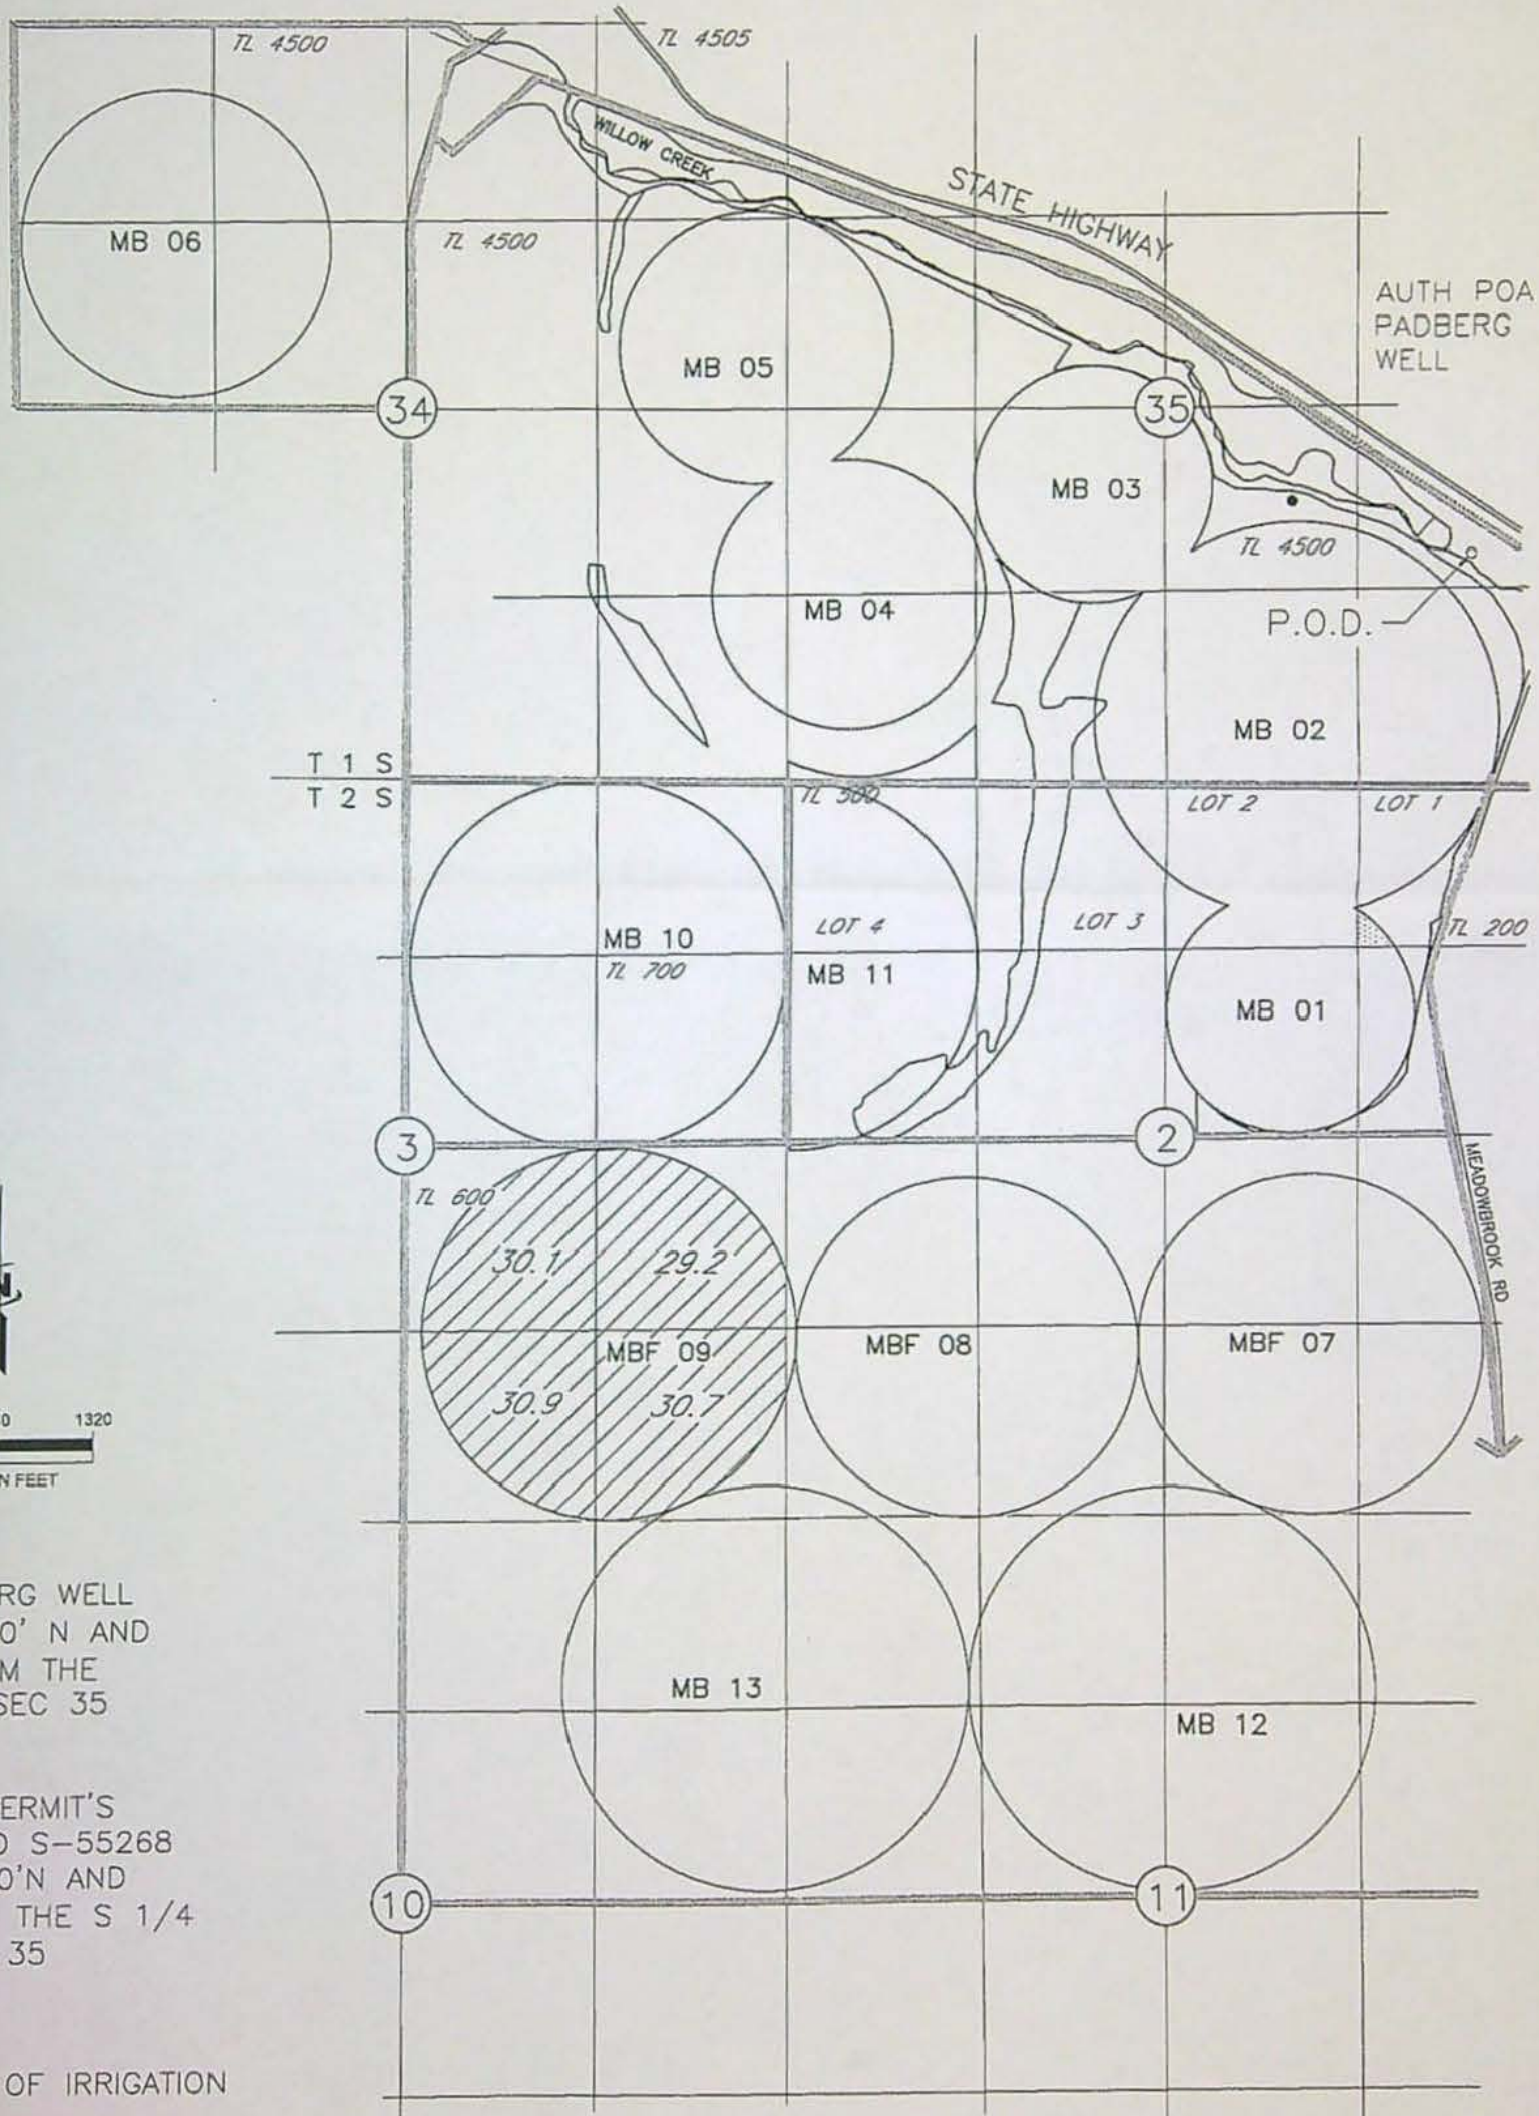 TL 4500
TL 4505
WILLOW CREEK
STATE HIGHWAY
MB 06
TL 4500
AUTH POA
PADBERG
WELL
MB 05
34
35
MB 03
TL 4500
MB 04
P.O.D.
MB 02
T 1 S
T 2 S
TL 500
LOT 2
LOT 1
LOT 4
LOT 3
TL 200
MB 10
TL 700
MB 11
MB 01
3
2
MEADOWBROOK RD
TL 600
30.1
29.2
MBF 09
MBF 08
MBF 07
30.9
30.7
1320
N FEET
RG WELL
0' N AND
M THE
SEC 35
MB 13
MB 12
ERMIT'S
S-55268
0'N AND
THE S 1/4
35
10
11
OF IRRIGATION